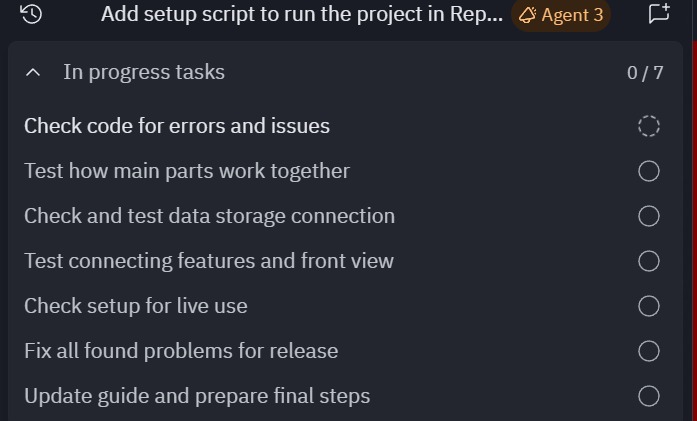 Add setup script to run the project in Rep... Agent 3
In progress tasks 0 / 7
Check code for errors and issues
Test how main parts work together
Check and test data storage connection
Test connecting features and front view
Check setup for live use
Fix all found problems for release
Update guide and prepare final steps